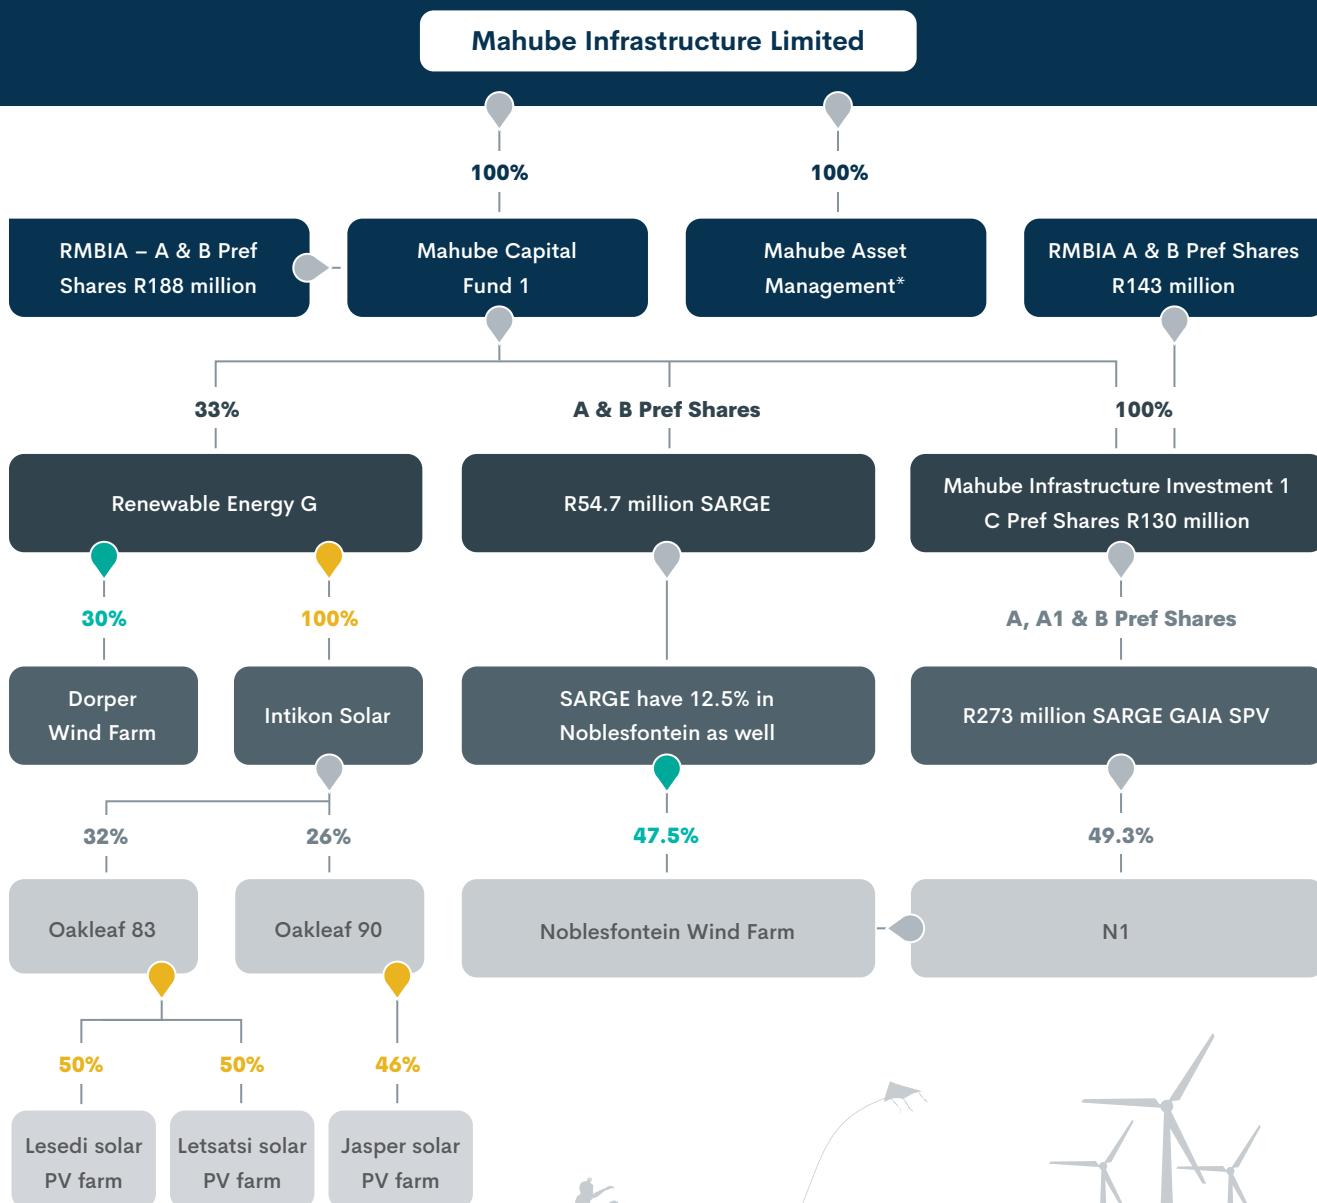 Mahube Infrastructure Limited
100%
100%
RMBIA – A & B Pref
Shares R188 million
Mahube Capital
Fund 1
Mahube Asset
Management*
RMBIA A & B Pref Shares
R143 million
33%
A & B Pref Shares
100%
Renewable Energy G
R54.7 million SARGE
Mahube Infrastructure Investment 1
C Pref Shares R130 million
30%
100%
A, A1 & B Pref Shares
Dorper
Wind Farm
Intikon Solar
SARGE have 12.5% in
Noblesfontein as well
R273 million SARGE GAIA SPV
32%
26%
47.5%
49.3%
Oakleaf 83
Oakleaf 90
Noblesfontein Wind Farm
N1
50%
50%
46%
Lesedi solar
PV farm
Letsatsi solar
PV farm
Jasper solar
PV farm